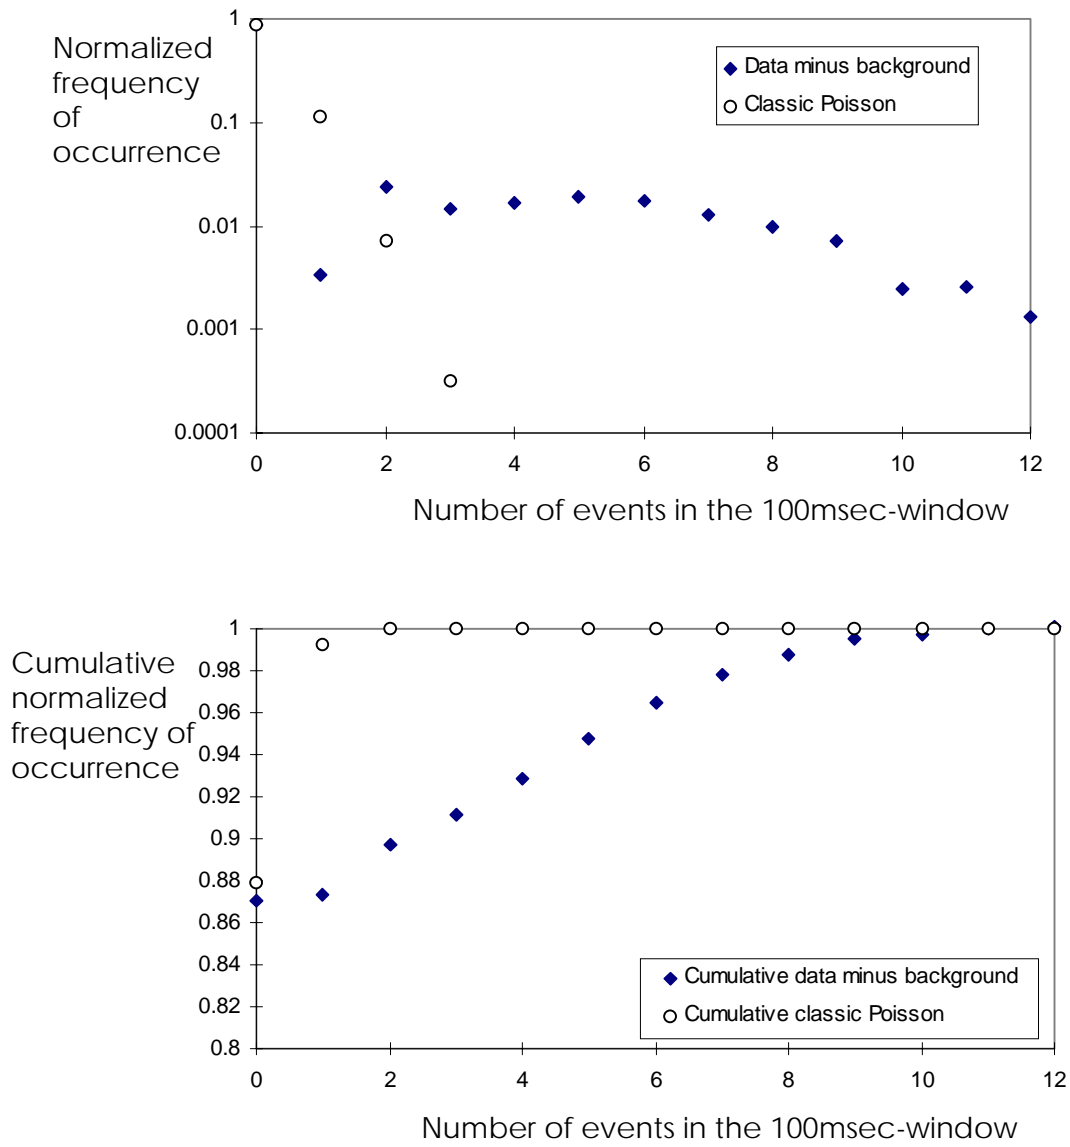 Normalized
frequency
of
occurrence
1
0.1
0.01
0.001
0.0001
Data minus background
Classic Poisson
0 2 4 6 8 10 12
Number of events in the 100msec-window
Cumulative
normalized
frequency of
occurrence
1
0.98
0.96
0.94
0.92
0.9
0.88
0.86
0.84
0.82
0.8
Cumulative data minus background
Cumulative classic Poisson
0 2 4 6 8 10 12
Number of events in the 100msec-window